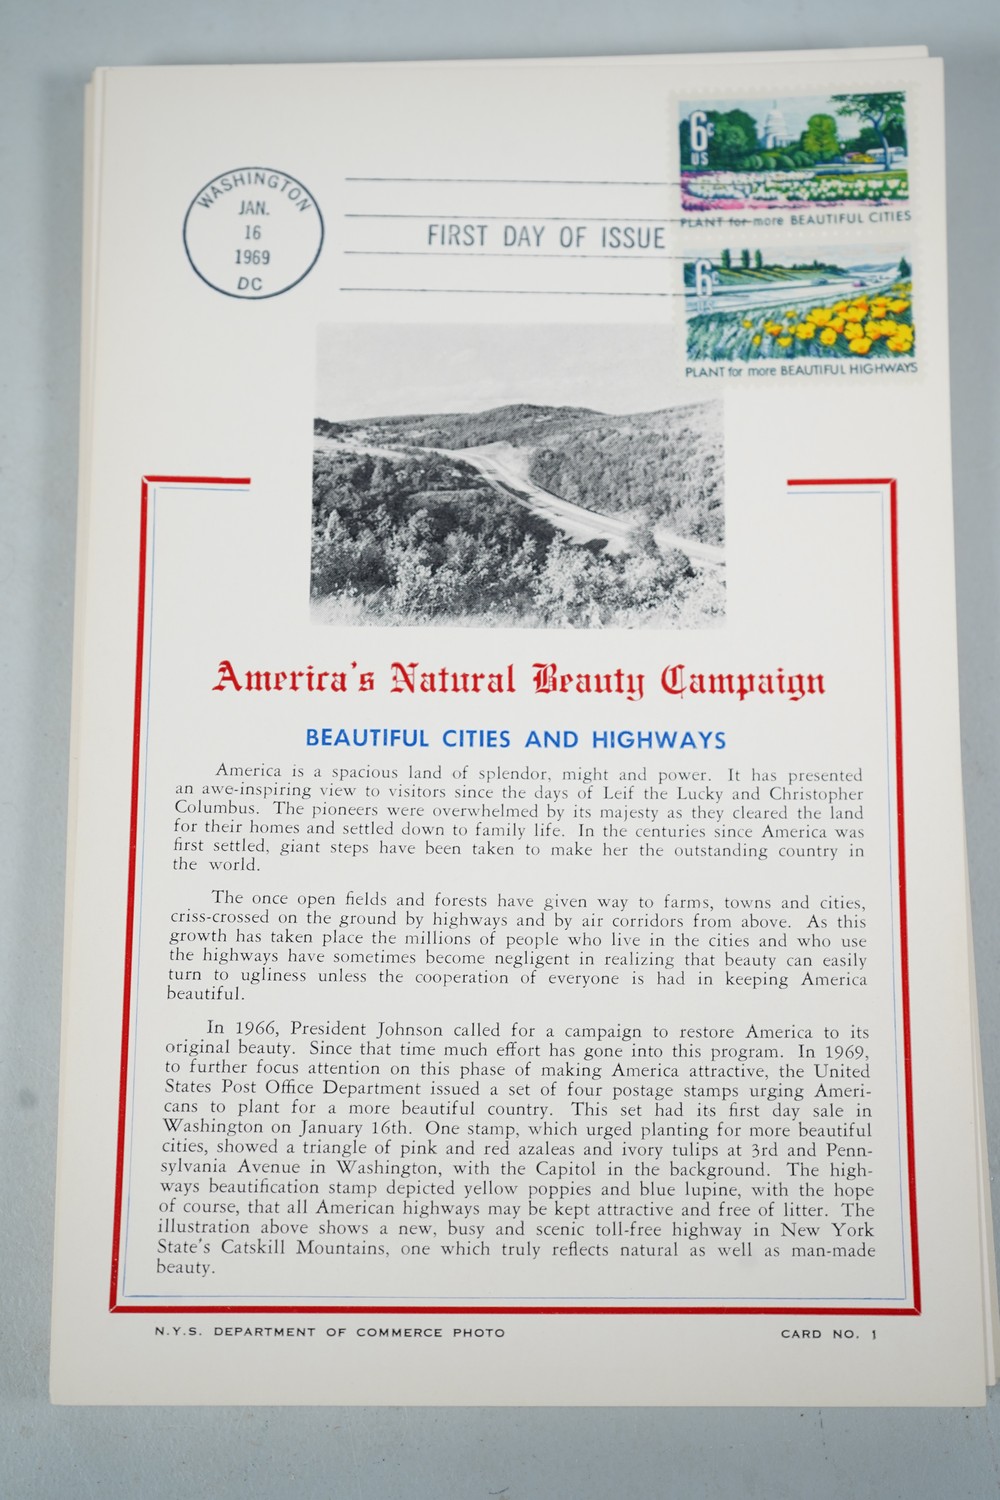 WASHINGTON
JAN.
16
1969
DC
FIRST DAY OF ISSUE
6c
US
PLANT for more BEAUTIFUL CITIES
6c
US
PLANT for more BEAUTIFUL HIGHWAYS
America's Natural Beauty Campaign
BEAUTIFUL CITIES AND HIGHWAYS
America is a spacious land of splendor, might and power. It has presented
an awe-inspiring view to visitors since the days of Leif the Lucky and Christopher
Columbus. The pioneers were overwhelmed by its majesty as they cleared the land
for their homes and settled down to family life. In the centuries since America was
first settled, giant steps have been taken to make her the outstanding country in
the world.
The once open fields and forests have given way to farms, towns and cities,
criss-crossed on the ground by highways and by air corridors from above. As this
growth has taken place the millions of people who live in the cities and who use
the highways have sometimes become negligent in realizing that beauty can easily
turn to ugliness unless the cooperation of everyone is had in keeping America
beautiful.
In 1966, President Johnson called for a campaign to restore America to its
original beauty. Since that time much effort has gone into this program. In 1969,
to further focus attention on this phase of making America attractive, the United
States Post Office Department issued a set of four postage stamps urging Ameri-
cans to plant for a more beautiful country. This set had its first day sale in
Washington on January 16th. One stamp, which urged planting for more beautiful
cities, showed a triangle of pink and red azaleas and ivory tulips at 3rd and Penn-
sylvania Avenue in Washington, with the Capitol in the background. The high-
ways beautification stamp depicted yellow poppies and blue lupine, with the hope
of course, that all American highways may be kept attractive and free of litter. The
illustration above shows a new, busy and scenic toll-free highway in New York
State's Catskill Mountains, one which truly reflects natural as well as man-made
beauty.
N.Y.S. DEPARTMENT OF COMMERCE PHOTO
CARD NO. 1